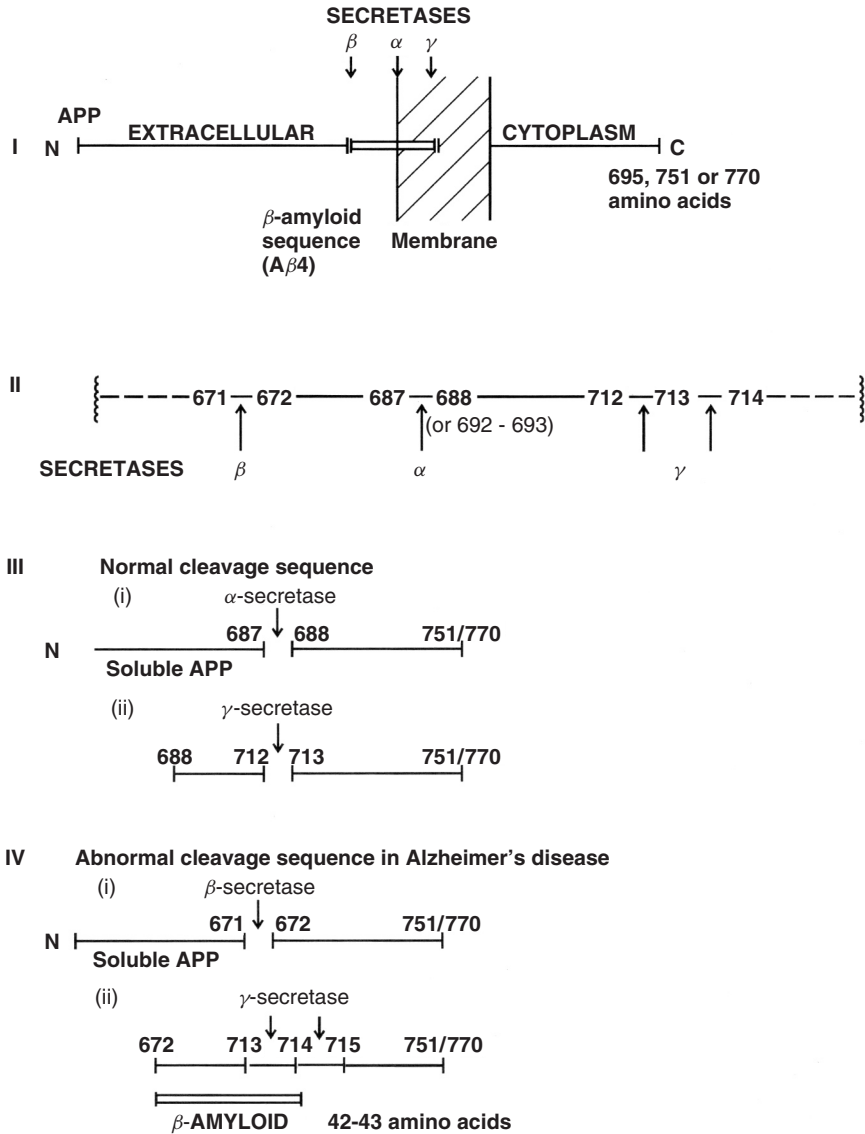 SECRETASES
β α γ
APP
I N EXTRACELLULAR CYTOPLASM C
695, 751 or 770
amino acids
β-amyloid
sequence
(Aβ4)
Membrane
II
671 672 687 688 712 713 714
(or 692 - 693)
SECRETASES β α γ
III Normal cleavage sequence
(i) α-secretase
687 688 751/770
N
Soluble APP
(ii) γ-secretase
688 712 713 751/770
IV Abnormal cleavage sequence in Alzheimer's disease
(i) β-secretase
671 672 751/770
N
Soluble APP
(ii) γ-secretase
672 713 714 715 751/770
β-AMYLOID 42-43 amino acids